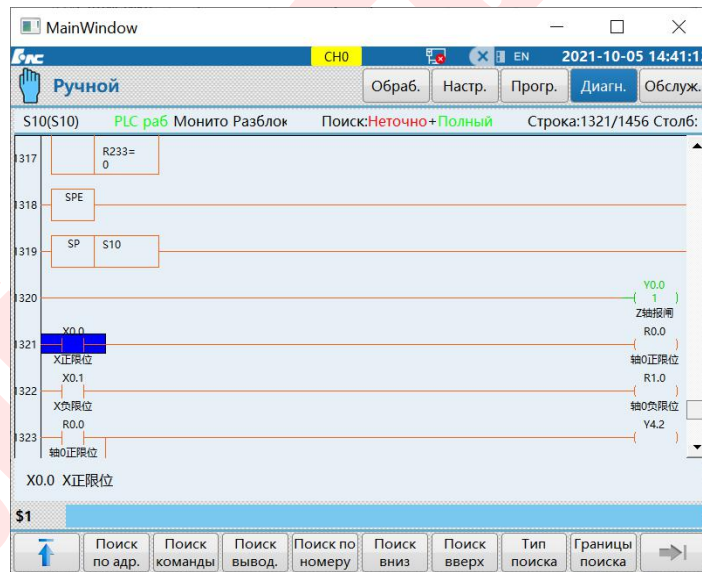 MainWindow
CH0 EN 2021-10-05 14:41:1
Ручной Обраб. Настр. Прогр. Диагн. Обслуж.
S10(S10) PLC раб Монито Разблок Поиск:Неточно+Полный Строка:1321/1456 Столб:
1317 R233=
0
1318 SPE
1319 SP S10
Y0.0
1320 ( 1 )
Z轴报闸
X0.0 R0.0
1321 ( )
X正限位 轴0正限位
X0.1 R1.0
1322 ( )
X负限位 轴0负限位
R0.0 Y4.2
1323 ( )
轴0正限位
X0.0 X正限位
$1
Поиск по адр. Поиск команды Поиск вывод. Поиск по номеру Поиск вниз Поиск вверх Тип поиска Границы поиска